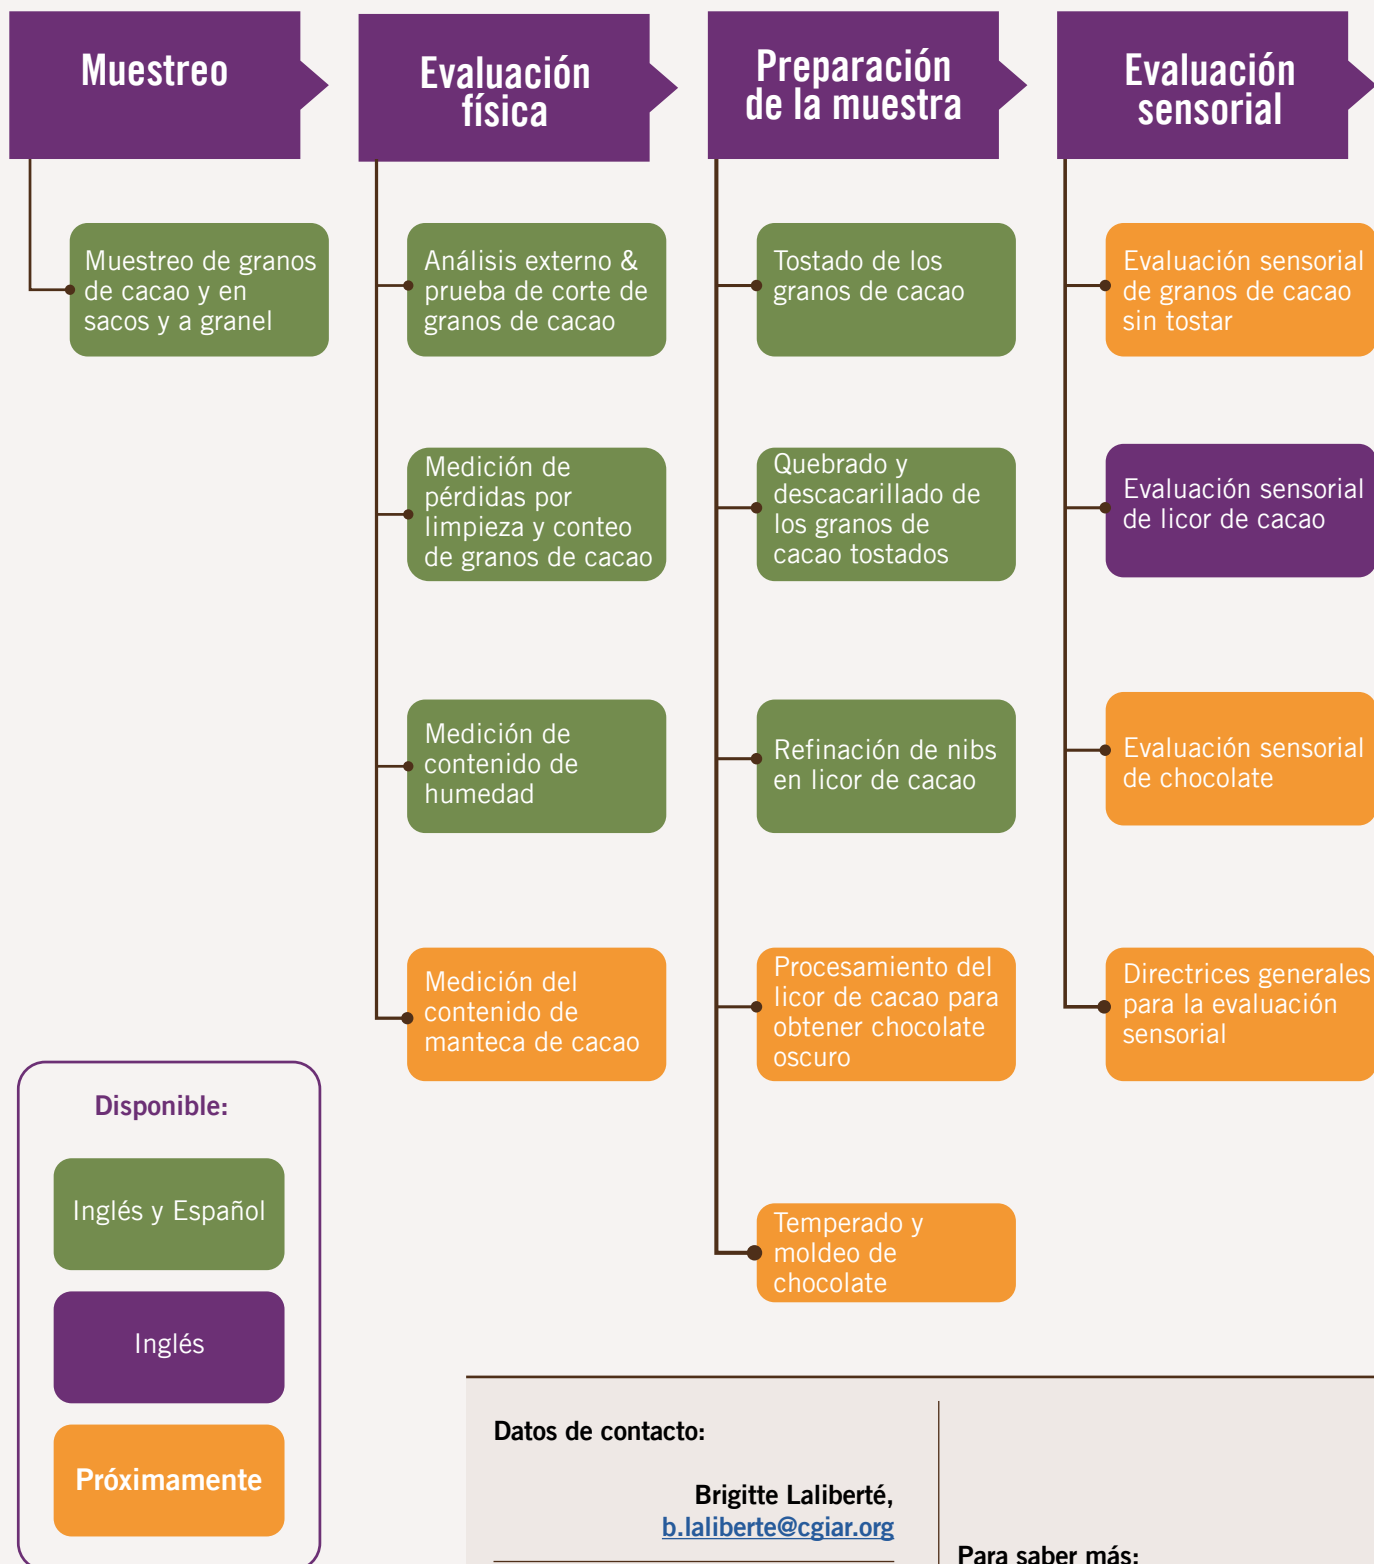 Muestreo
Muestreo de granos
de cacao y en
sacos y a granel
Evaluación
física
Análisis externo &
prueba de corte de
granos de cacao
Medición de
pérdidas por
limpieza y conteo
de granos de cacao
Medición de
contenido de
humedad
Medición del
contenido de
manteca de cacao
Preparación
de la muestra
Tostado de los
granos de cacao
Quebrado y
descacarillado de
los granos de
cacao tostados
Refinación de nibs
en licor de cacao
Procesamiento del
licor de cacao para
obtener chocolate
oscuro
Temperado y
moldeo de
chocolate
Evaluación
sensorial
Evaluación sensorial
de granos de cacao
sin tostar
Evaluación sensorial
de licor de cacao
Evaluación sensorial
de chocolate
Directrices generales
para la evaluación
sensorial
Disponible:
Inglés y Español
Inglés
Próximamente
Datos de contacto:
Brigitte Laliberté,
b.laliberte@cgiar.org
Para saber más: